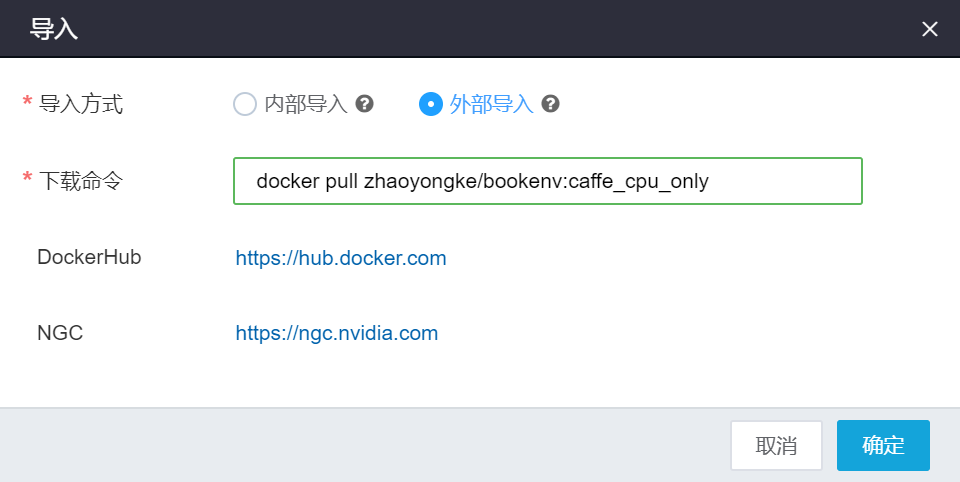 导入
* 导入方式 内部导入 ? 外部导入 ?
* 下载命令 docker pull zhaoyongke/bookenv:caffe_cpu_only
DockerHub https://hub.docker.com
NGC https://ngc.nvidia.com
取消 确定